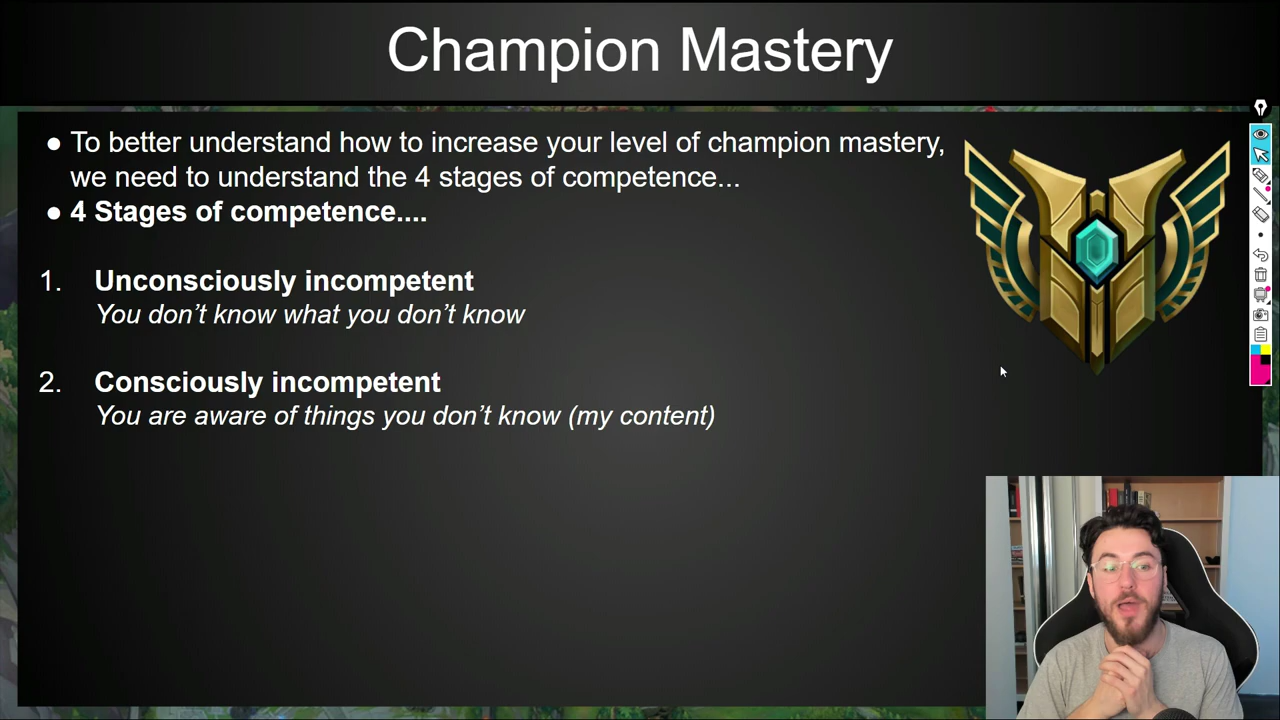 Champion Mastery
● To better understand how to increase your level of champion mastery,
we need to understand the 4 stages of competence...
● 4 Stages of competence....
1. Unconsciously incompetent
You don’t know what you don’t know
2. Consciously incompetent
You are aware of things you don’t know (my content)